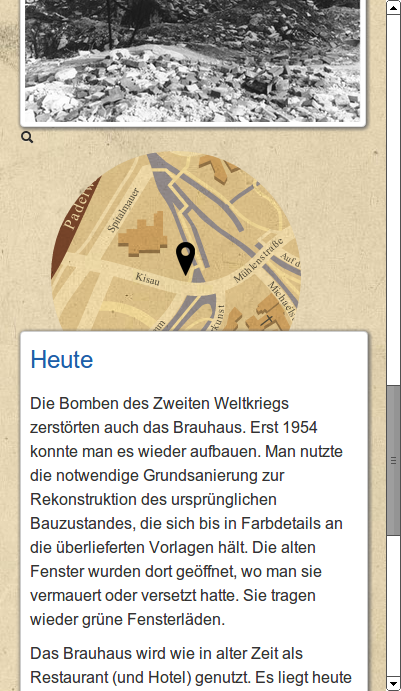 Paderw
Spitalmauer
Kisau
Mühlenstraße
Auf d
Michaels
kunst
um
Heute
Die Bomben des Zweiten Weltkriegs
zerstörten auch das Brauhaus. Erst 1954
konnte man es wieder aufbauen. Man nutzte
die notwendige Grundsanierung zur
Rekonstruktion des ursprünglichen
Bauzustandes, die sich bis in Farbdetails an
die überlieferten Vorlagen hält. Die alten
Fenster wurden dort geöffnet, wo man sie
vermauert oder versetzt hatte. Sie tragen
wieder grüne Fensterläden.
Das Brauhaus wird wie in alter Zeit als
Restaurant (und Hotel) genutzt. Es liegt heute